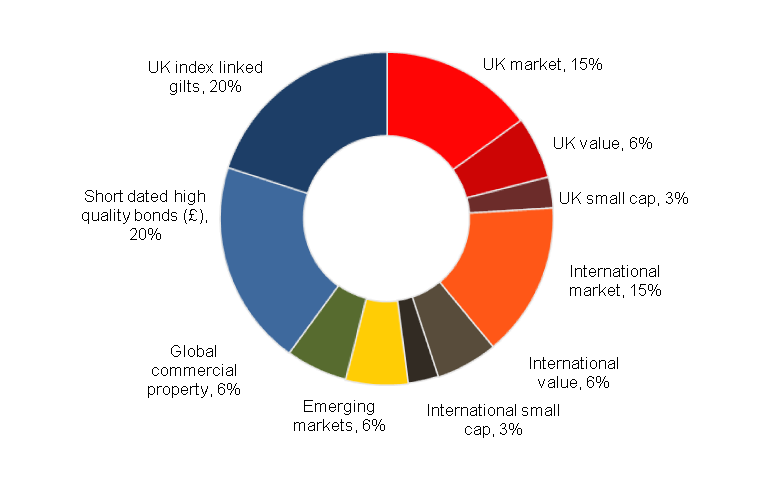 UK market, 15%
UK value, 6%
UK small cap, 3%
International
market, 15%
International
value, 6%
International small
cap, 3%
Emerging
markets, 6%
Global
commercial
property, 6%
Short dated high
quality bonds (£),
20%
UK index linked
gilts, 20%